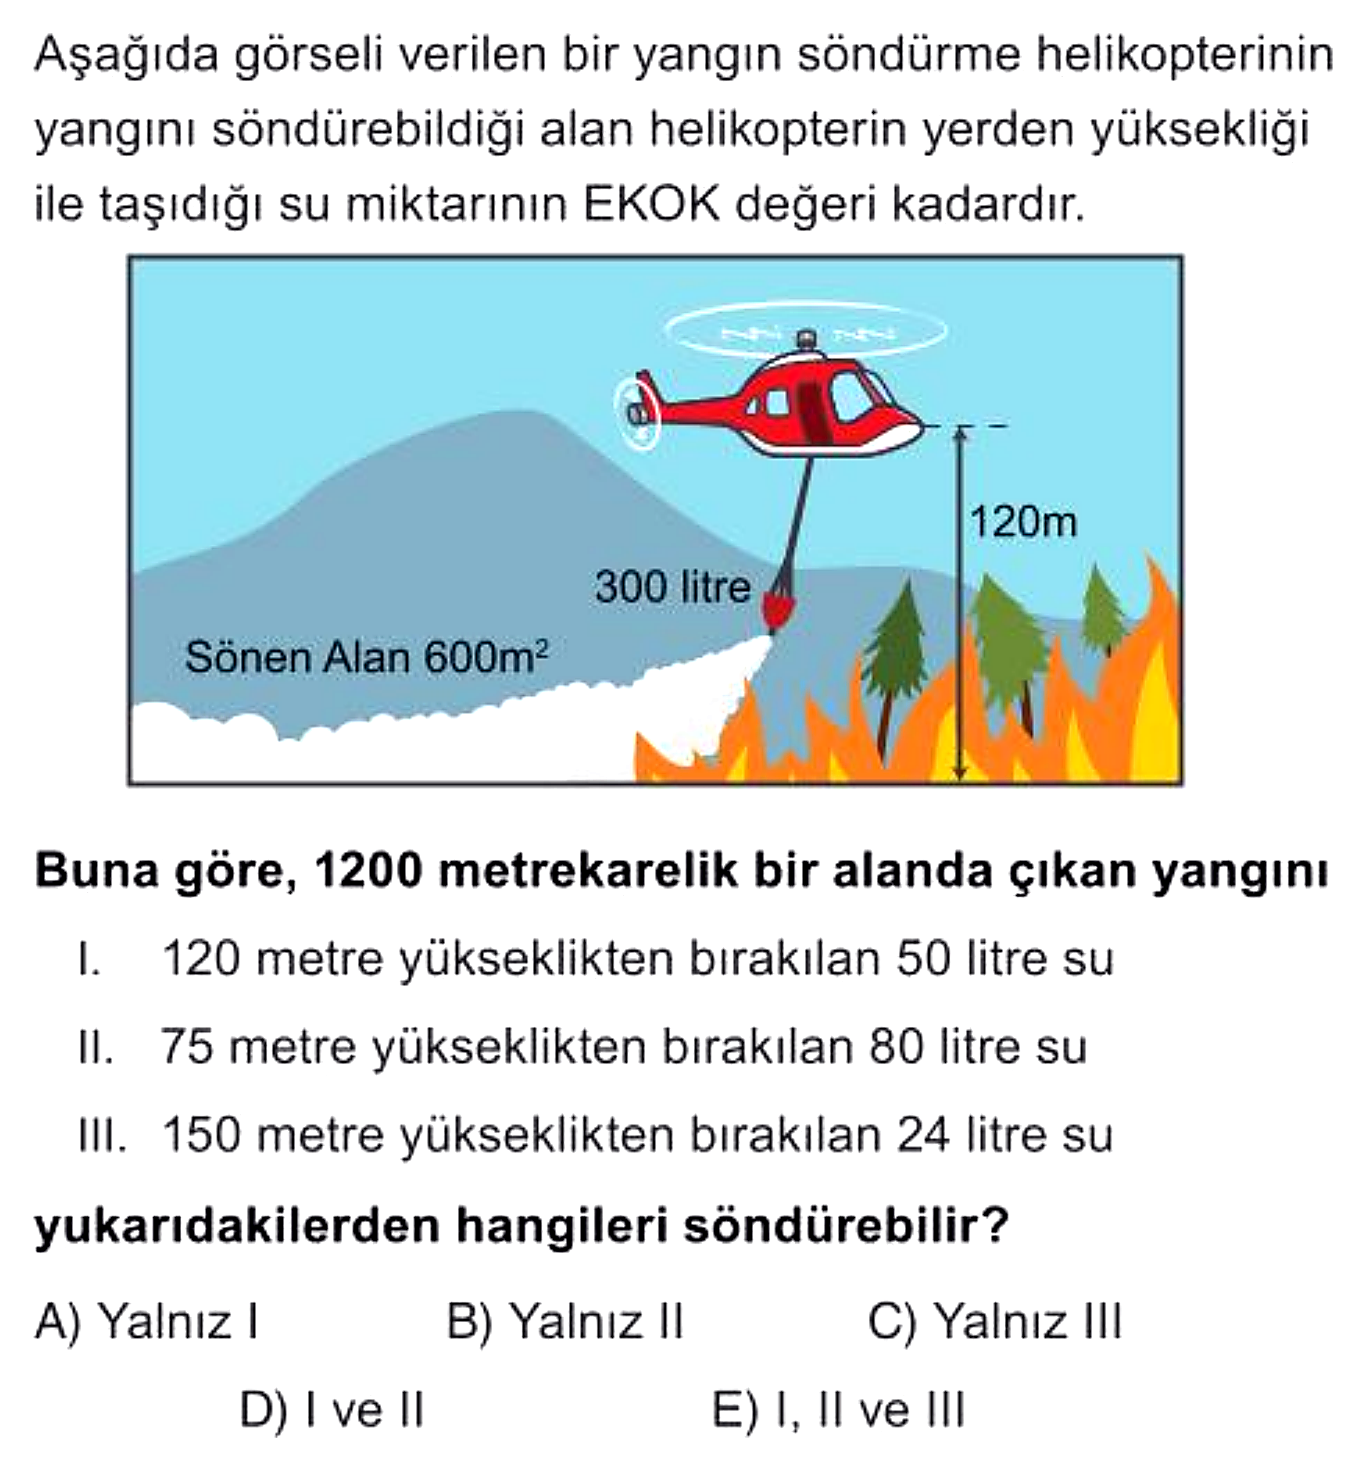 Aşağıda görseli verilen bir yangın söndürme helikopterinin
yangını söndürebildiği alan helikopterin yerden yüksekliği
ile taşıdığı su miktarının EKOK değeri kadardır.
120m
300 litre
Sönen Alan 600m²
Buna göre, 1200 metrekarelik bir alanda çıkan yangını
I. 120 metre yükseklikten bırakılan 50 litre su
II. 75 metre yükseklikten bırakılan 80 litre su
III. 150 metre yükseklikten bırakılan 24 litre su
yukarıdakilerden hangileri söndürebilir?
A) Yalnız I B) Yalnız II C) Yalnız III
D) I ve II E) I, II ve III